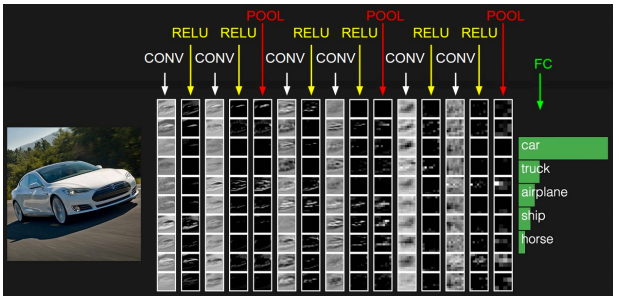 POOL POOL POOL
RELU RELU RELU RELU RELU RELU
CONV CONV CONV CONV CONV CONV
FC
car
truck
airplane
ship
horse